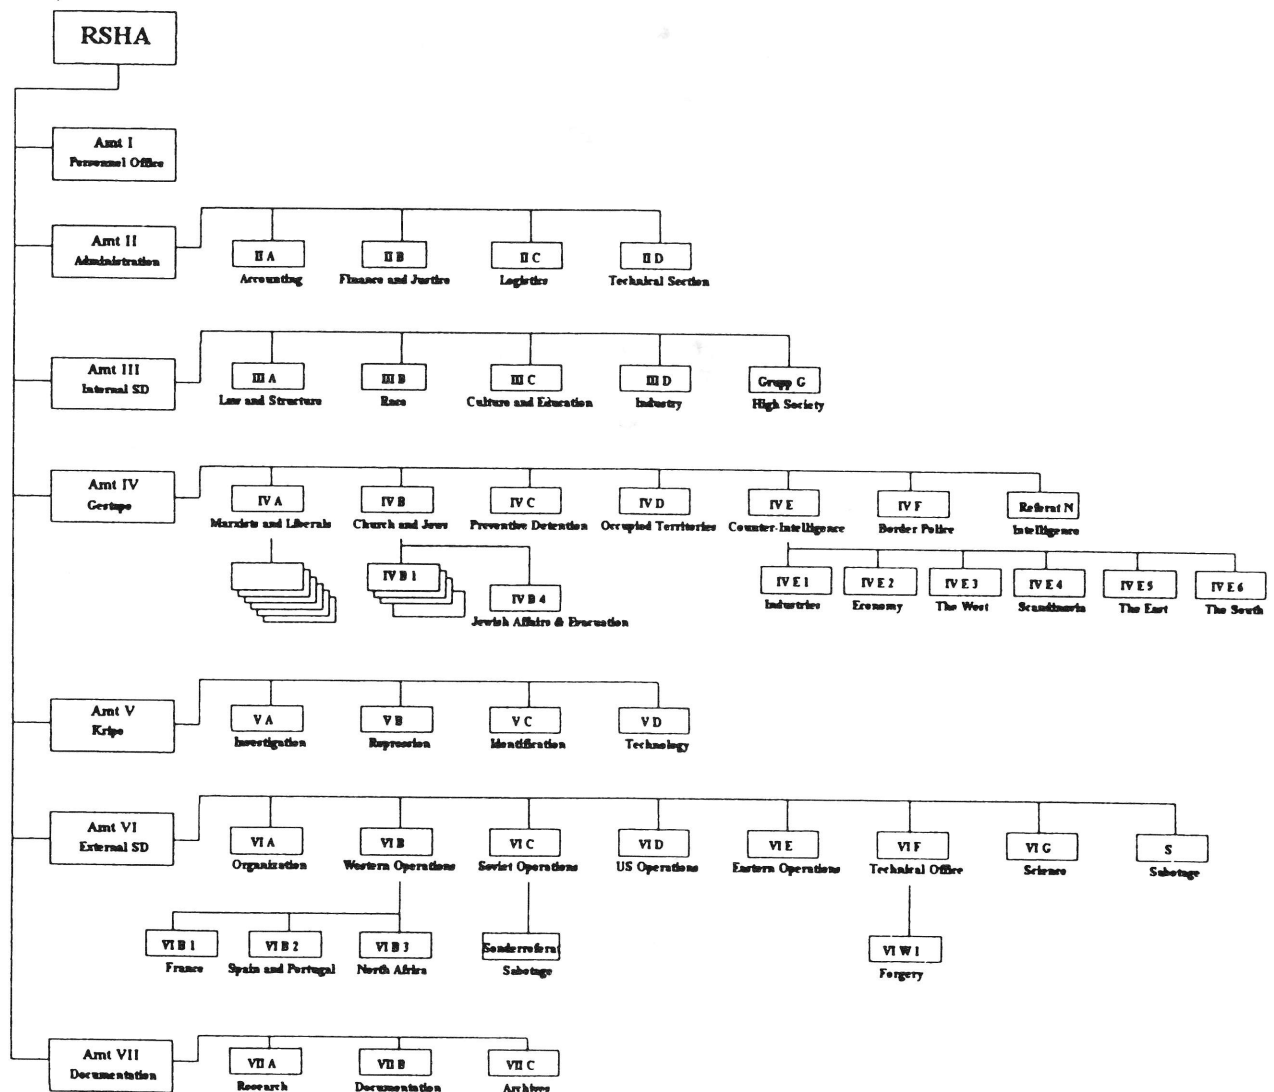 RSHA
Amt I
Personnel Office
Amt II
Administration
II A
Accounting
II B
Finance and Justice
II C
Logistics
II D
Technical Section
Amt III
Internal SD
III A
Law and Structure
III B
Race
III C
Culture and Education
III D
Industry
Grupp G
High Society
Amt IV
Gestapo
IV A
Marxists and Liberals
IV B
Church and Jews
IV C
Preventive Detention
IV D
Occupied Territories
IV E
Counter-Intelligence
IV F
Border Police
Referat N
Intelligence
IV B 1
IV B 4
Jewish Affairs & Evacuation
IV E 1
Industries
IV E 2
Economy
IV E 3
The West
IV E 4
Scandinavia
IV E 5
The East
IV E 6
The South
Amt V
Kripo
V A
Investigation
V B
Repression
V C
Identification
V D
Technology
Amt VI
External SD
VI A
Organization
VI B
Western Operations
VI C
Soviet Operations
VI D
US Operations
VI E
Eastern Operations
VI F
Technical Office
VI G
Science
S
Sabotage
VI B 1
France
VI B 2
Spain and Portugal
VI B 3
North Africa
Sonderreferat
Sabotage
VI W 1
Forgery
Amt VII
Documentation
VII A
Research
VII B
Documentation
VII C
Archives